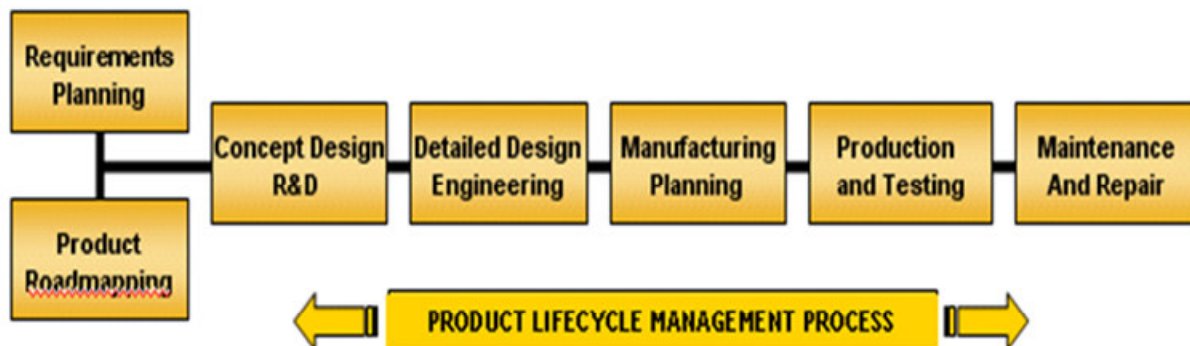 Requirements
Planning
Product
Roadmapping
Concept Design
R&D
Detailed Design
Engineering
Manufacturing
Planning
Production
and Testing
Maintenance
And Repair
PRODUCT LIFECYCLE MANAGEMENT PROCESS